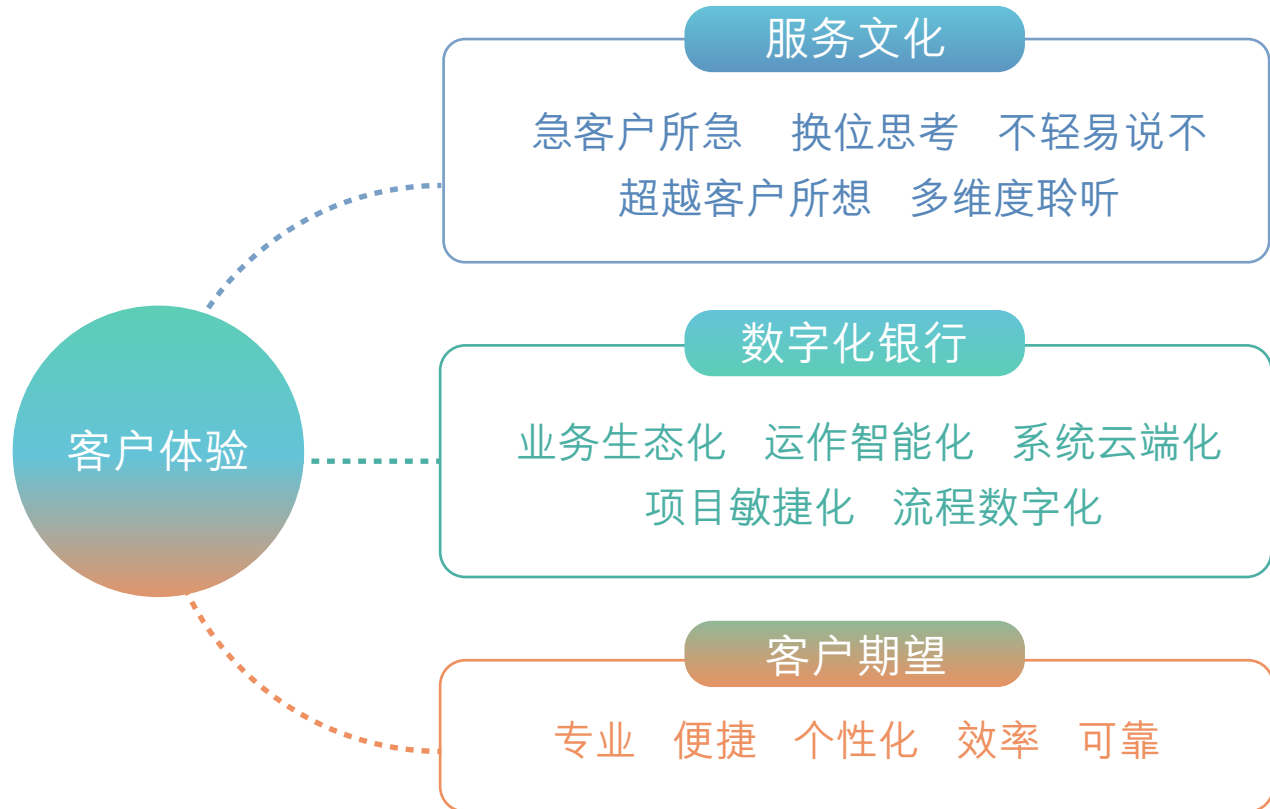 服务文化
急客户所急 换位思考 不轻易说不
超越客户所想 多维度聆听
客户体验
数字化银行
业务生态化 运作智能化 系统云端化
项目敏捷化 流程数字化
客户期望
专业 便捷 个性化 效率 可靠